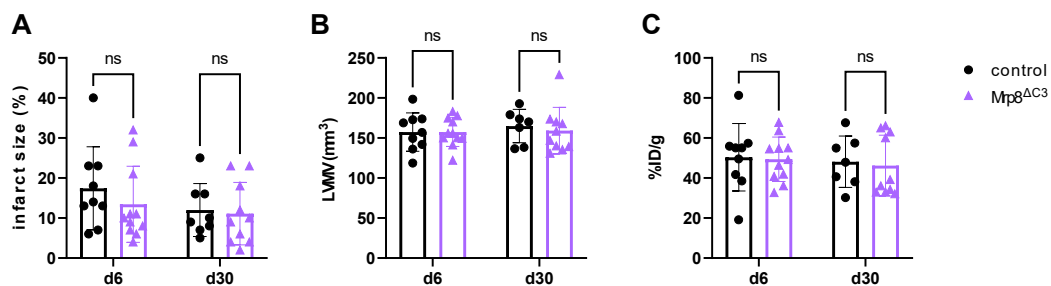 A
B
C
ns
ns
infarct size (%)
50
40
30
20
10
0
d6
d30
ns
ns
LVMV (mm³)
250
200
150
100
50
0
d6
d30
ns
ns
%ID/g
100
80
60
40
20
0
d6
d30
control
Mrp8ΔC3